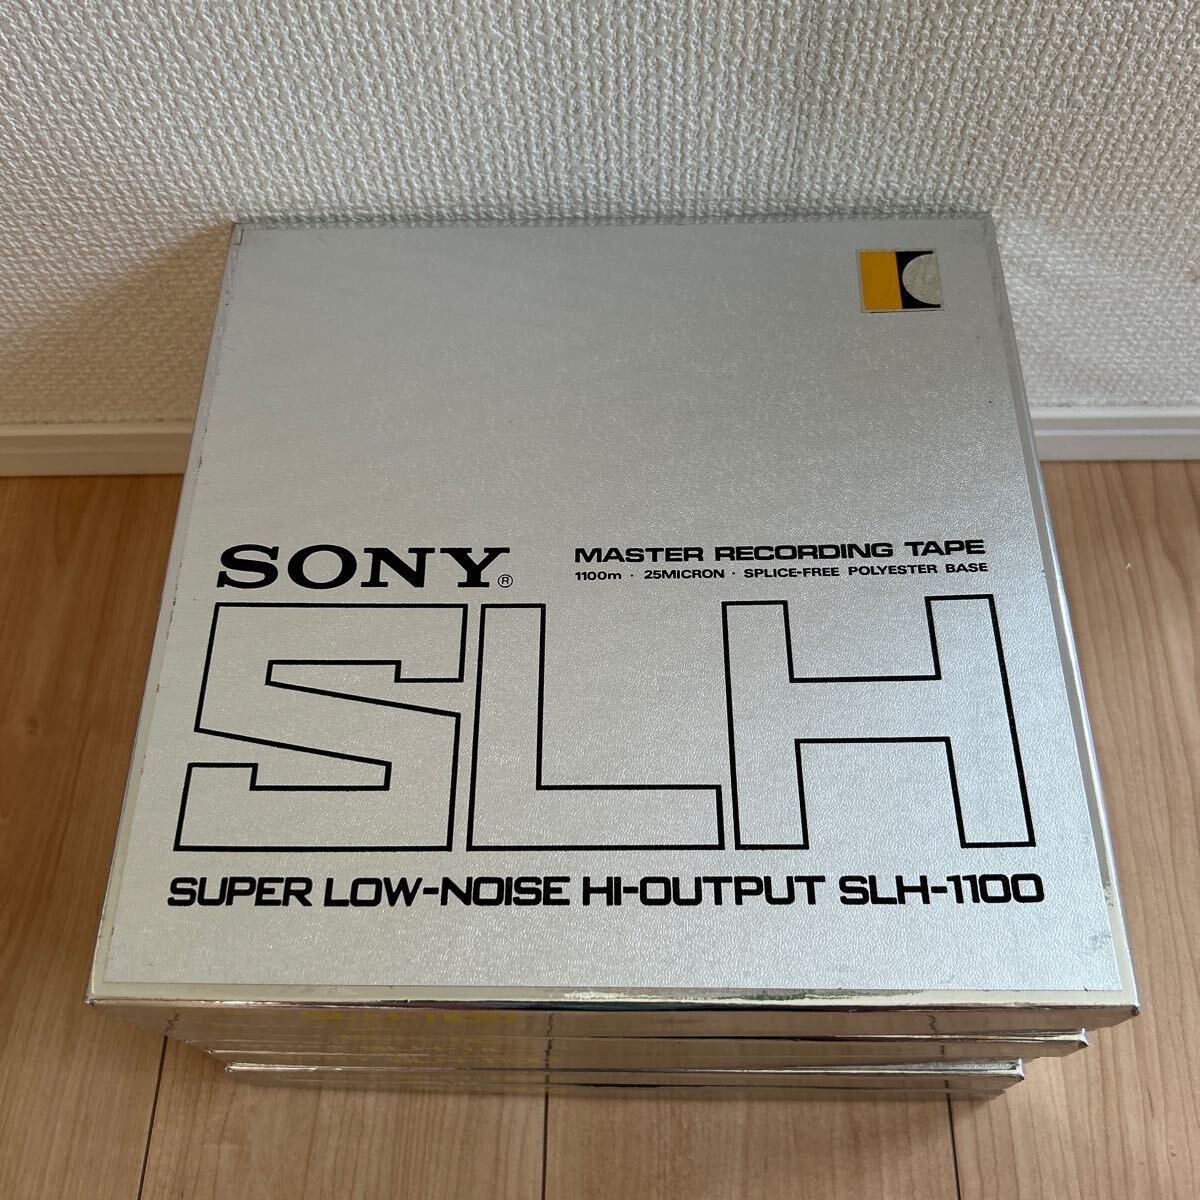 SONY®
MASTER RECORDING TAPE
1100m · 25MICRON · SPLICE-FREE POLYESTER BASE
SLH
SUPER LOW-NOISE HI-OUTPUT SLH-1100